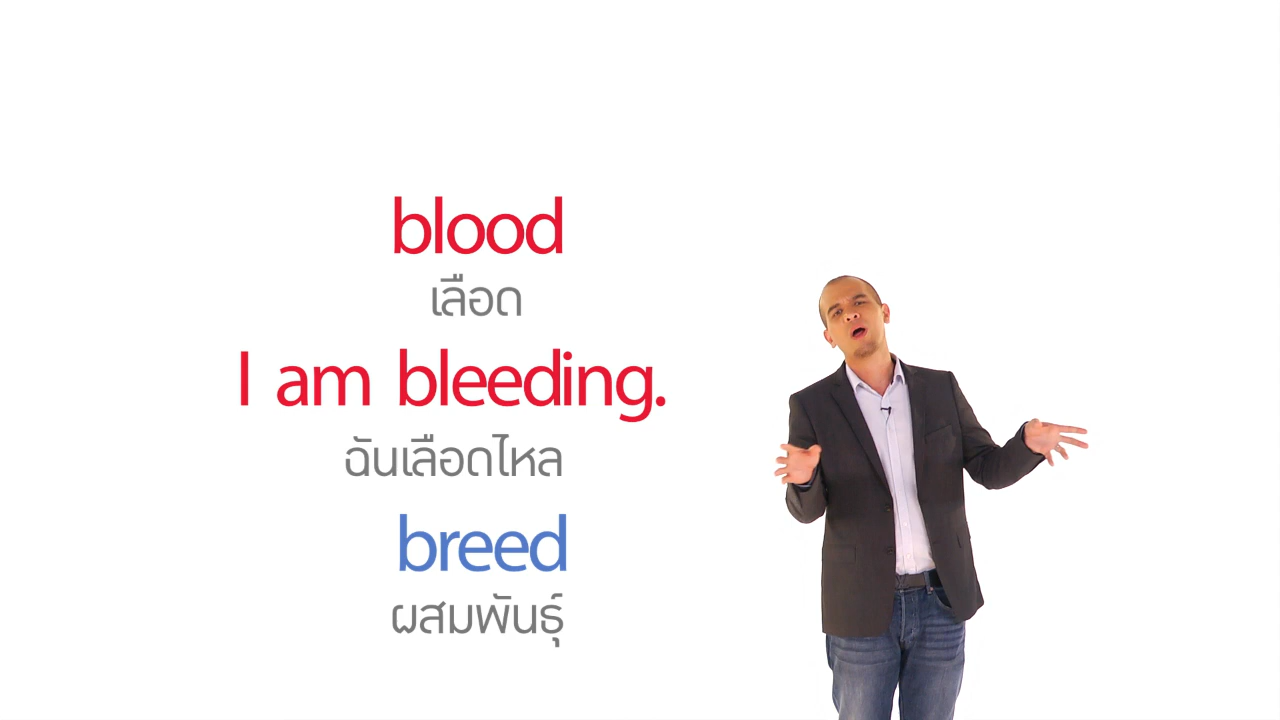 blood
เลือด
I am bleeding.
ฉันเลือดไหล
breed
ผสมพันธุ์